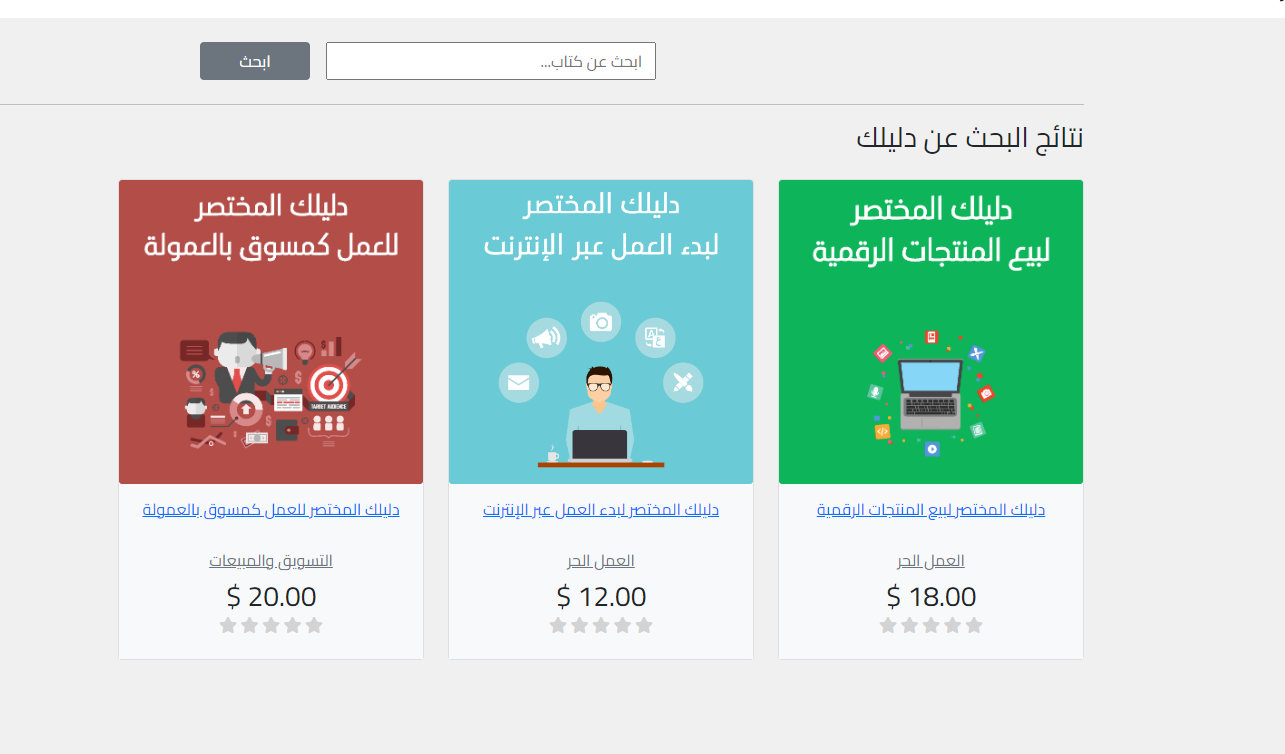 ابحث عن كتاب...
ابحث
نتائج البحث عن دليلك
دليلك المختصر
لبيع المنتجات الرقمية
دليلك المختصر لبيع المنتجات الرقمية
العمل الحر
18.00 $
دليلك المختصر
لبدء العمل عبر الإنترنت
دليلك المختصر لبدء العمل عبر الإنترنت
العمل الحر
12.00 $
دليلك المختصر
للعمل كمسوق بالعمولة
TARGET AUDIENCE
دليلك المختصر للعمل كمسوق بالعمولة
التسويق والمبيعات
20.00 $